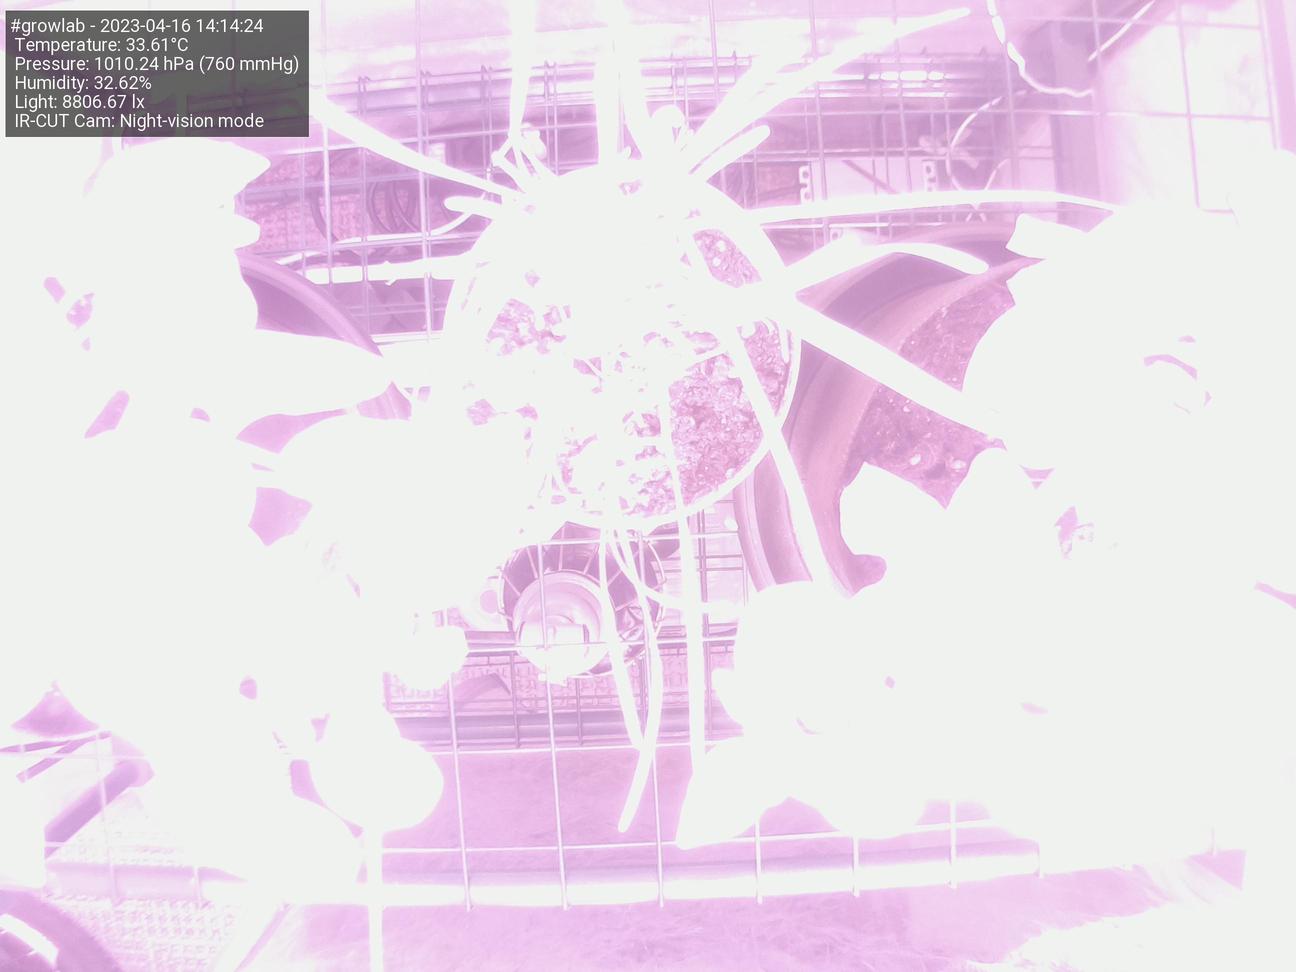 #growlab - 2023-04-16 14:14:24
Temperature: 33.61°C
Pressure: 1010.24 hPa (760 mmHg)
Humidity: 32.62%
Light: 8806.67 lx
IR-CUT Cam: Night-vision mode